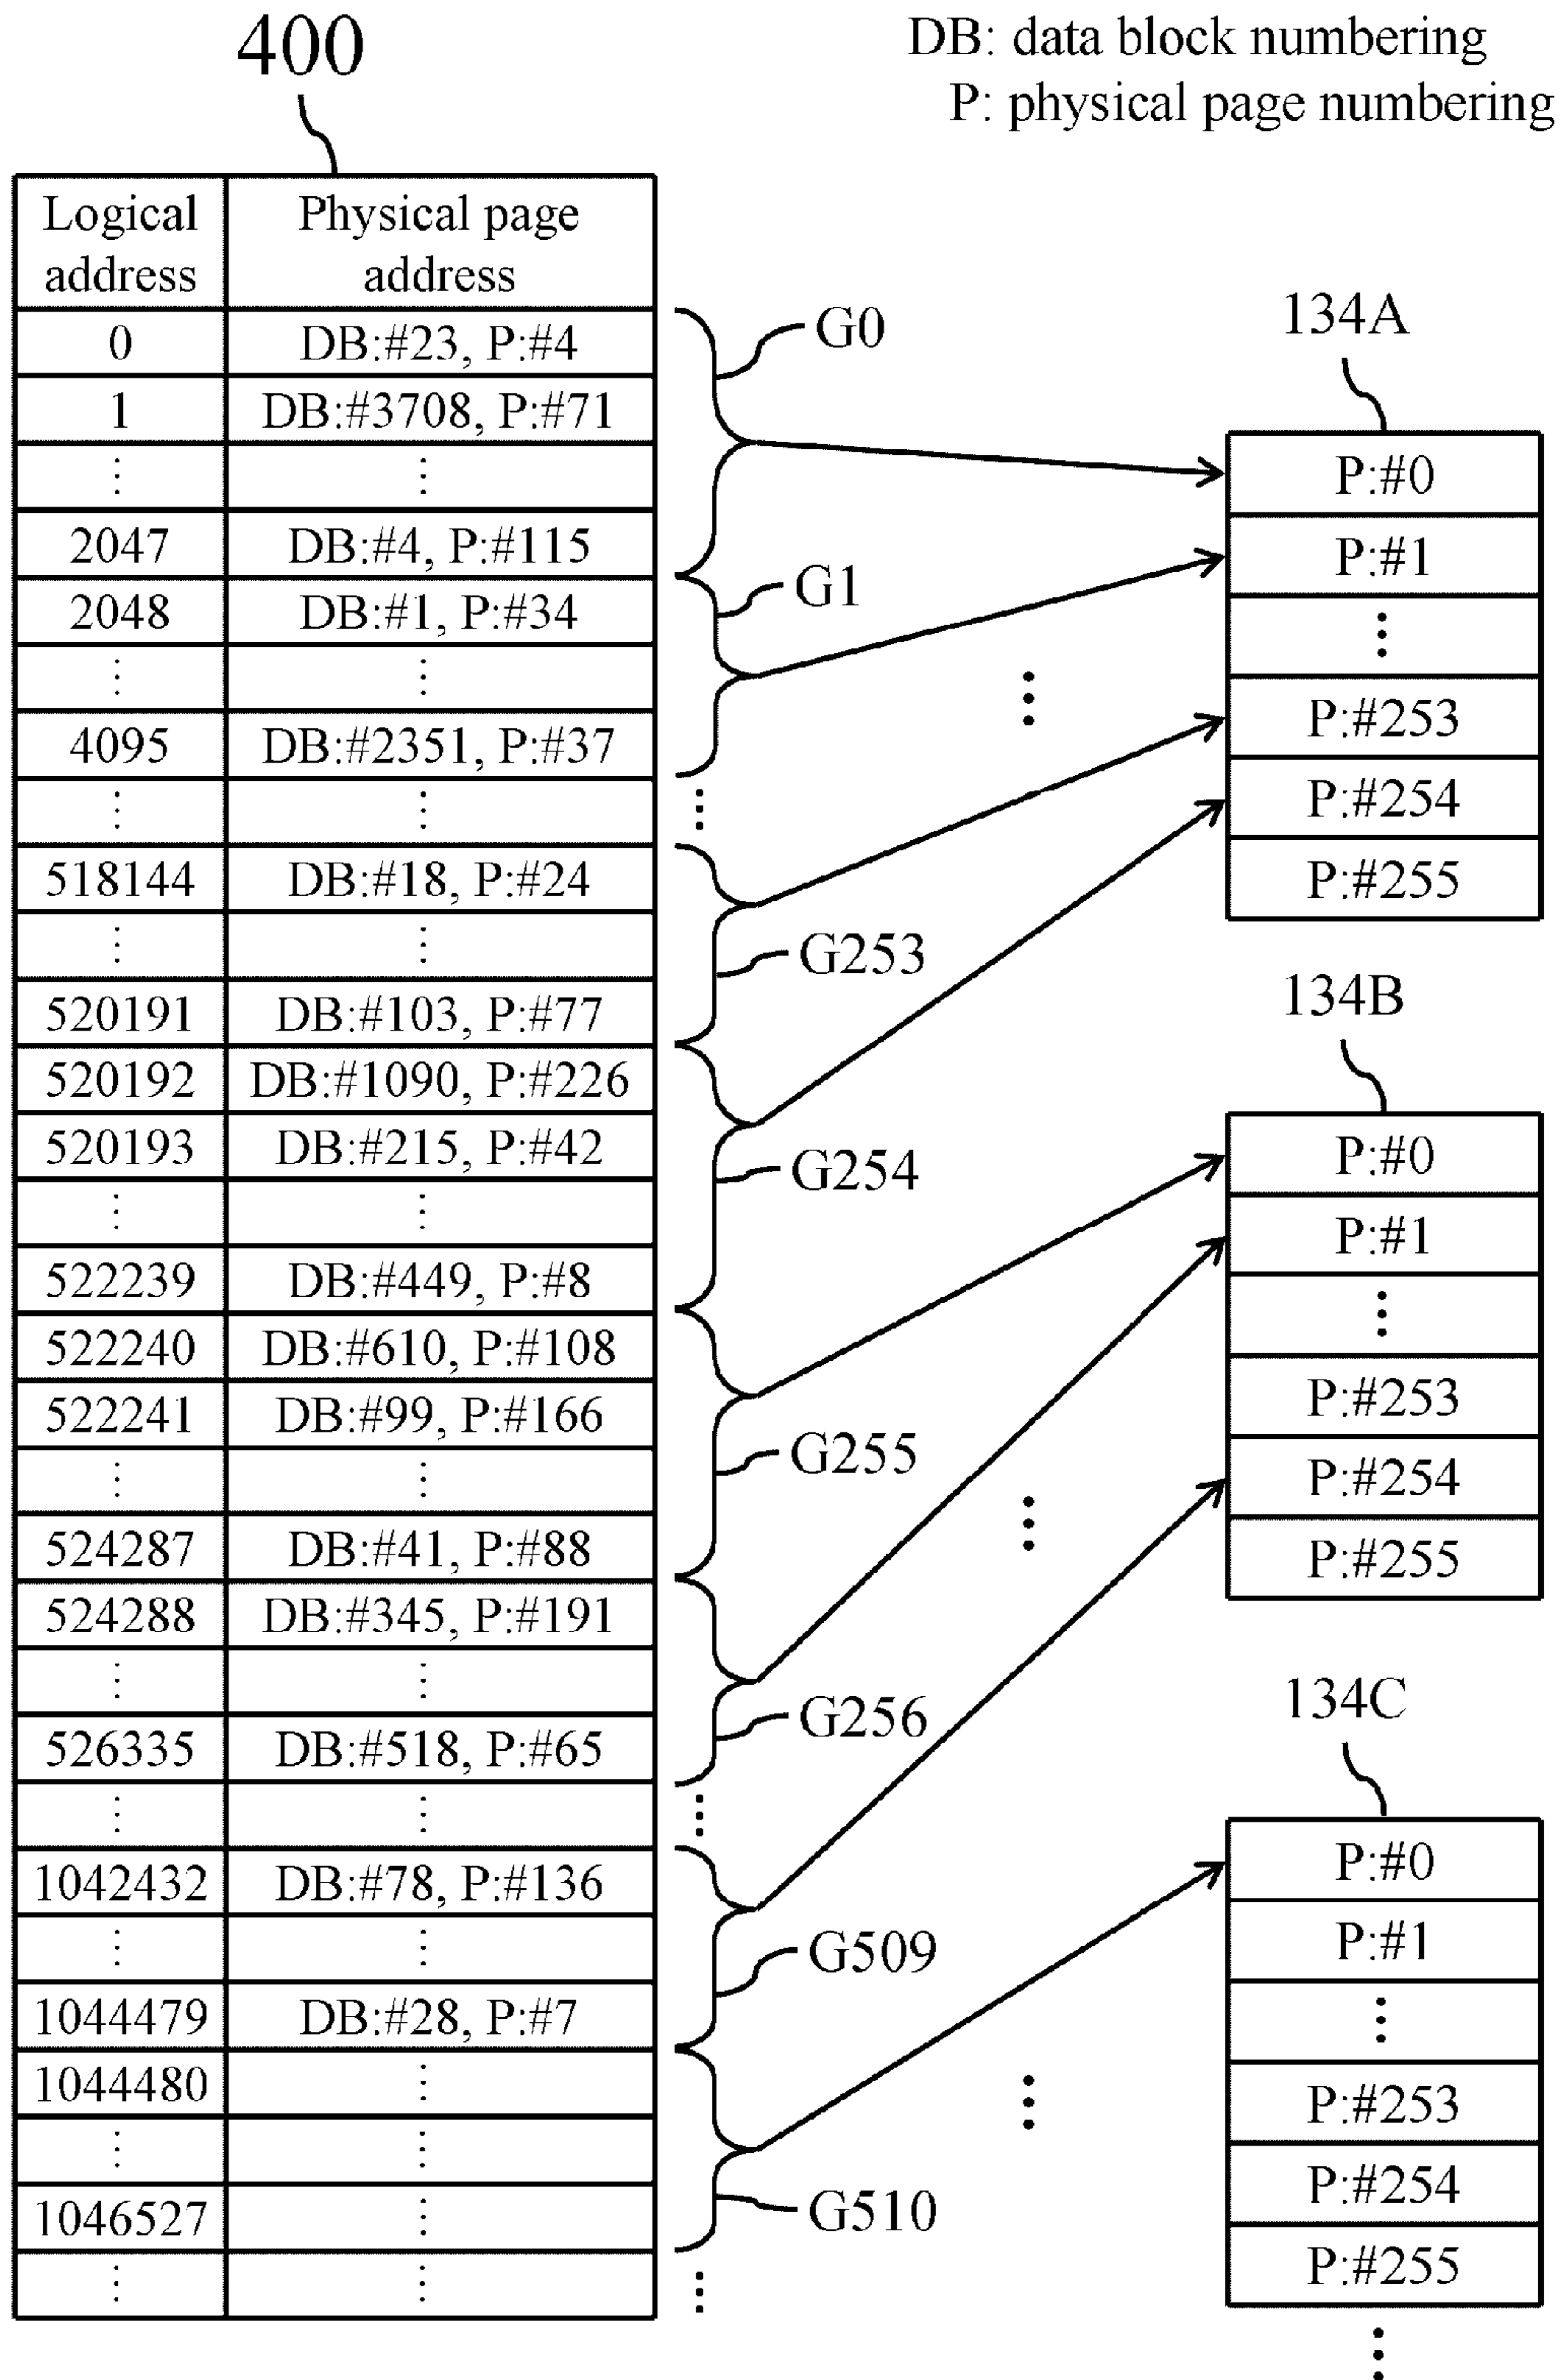 400
DB: data block numbering
P: physical page numbering
Logical address
Physical page address
0 DB:#23, P:#4
1 DB:#3708, P:#71
⋮ ⋮
2047 DB:#4, P:#115
2048 DB:#1, P:#34
⋮ ⋮
4095 DB:#2351, P:#37
⋮ ⋮
518144 DB:#18, P:#24
⋮ ⋮
520191 DB:#103, P:#77
520192 DB:#1090, P:#226
520193 DB:#215, P:#42
⋮ ⋮
522239 DB:#449, P:#8
522240 DB:#610, P:#108
522241 DB:#99, P:#166
⋮ ⋮
524287 DB:#41, P:#88
524288 DB:#345, P:#191
⋮ ⋮
526335 DB:#518, P:#65
⋮ ⋮
1042432 DB:#78, P:#136
⋮ ⋮
1044479 DB:#28, P:#7
1044480 ⋮
⋮ ⋮
1046527 ⋮
⋮ ⋮
G0
G1
⋮
G253
G254
G255
G256
⋮
G509
G510
⋮
⋮
⋮
⋮
134A
P:#0
P:#1
⋮
P:#253
P:#254
P:#255
134B
P:#0
P:#1
⋮
P:#253
P:#254
P:#255
134C
P:#0
P:#1
⋮
P:#253
P:#254
P:#255
⋮